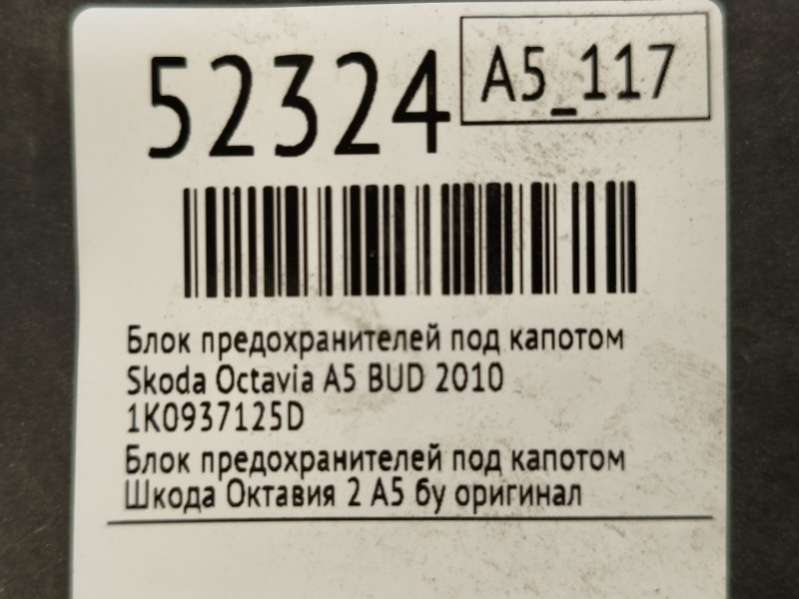 52324
A5_117
Блок предохранителей под капотом
Skoda Octavia A5 BUD 2010
1K0937125D
Блок предохранителей под капотом
Шкода Октавия 2 А5 бу оригинал